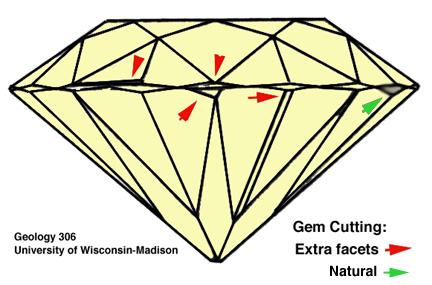 Geology 306
University of Wisconsin-Madison
Gem Cutting:
Extra facets
Natural